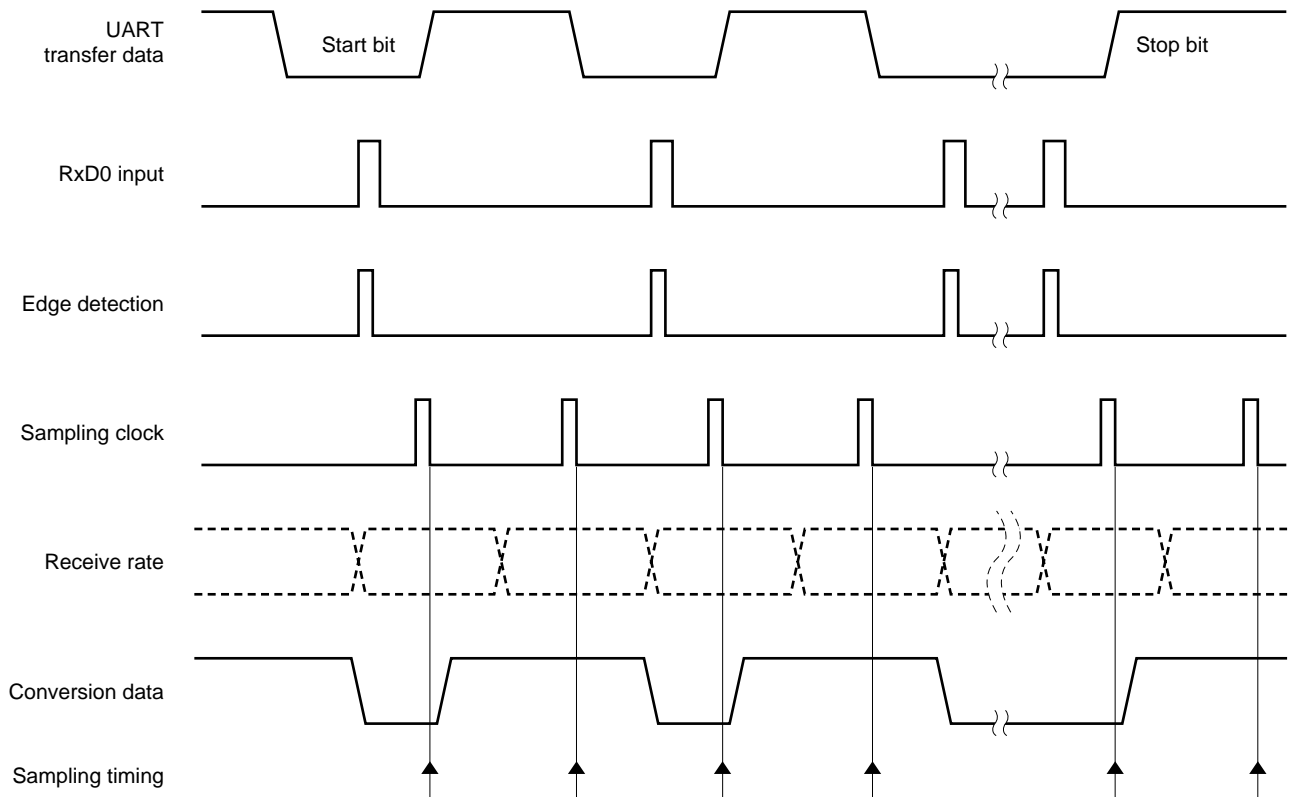 UART
transfer data
Start bit
Stop bit
RxD0 input
Edge detection
Sampling clock
Receive rate
Conversion data
Sampling timing